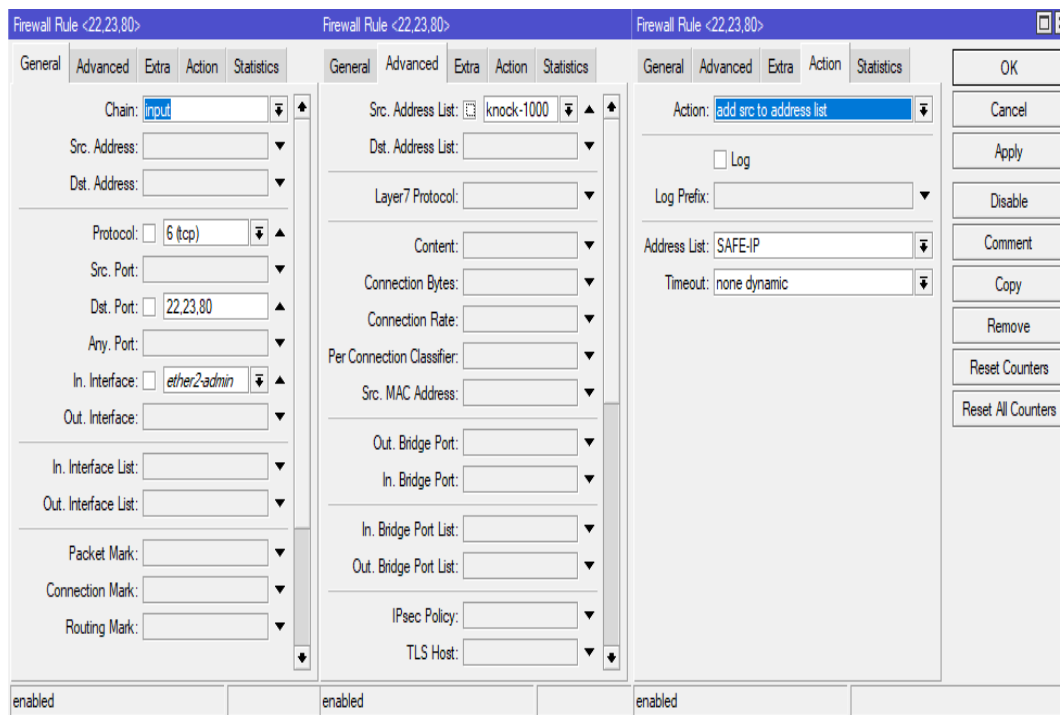 Firewall Rule <22,23,80>
General Advanced Extra Action Statistics
Chain: input
Src. Address:
Dst. Address:
Protocol: 6 (tcp)
Src. Port:
Dst. Port: 22,23,80
Any. Port:
In. Interface: ether2-admin
Out. Interface:
In. Interface List:
Out. Interface List:
Packet Mark:
Connection Mark:
Routing Mark:
enabled
Firewall Rule <22,23,80>
General Advanced Extra Action Statistics
Src. Address List: knock-1000
Dst. Address List:
Layer7 Protocol:
Content:
Connection Bytes:
Connection Rate:
Per Connection Classifier:
Src. MAC Address:
Out. Bridge Port:
In. Bridge Port:
In. Bridge Port List:
Out. Bridge Port List:
IPsec Policy:
TLS Host:
enabled
Firewall Rule <22,23,80>
General Advanced Extra Action Statistics
Action: add src to address list
Log
Log Prefix:
Address List: SAFE-IP
Timeout: none dynamic
enabled
OK
Cancel
Apply
Disable
Comment
Copy
Remove
Reset Counters
Reset All Counters